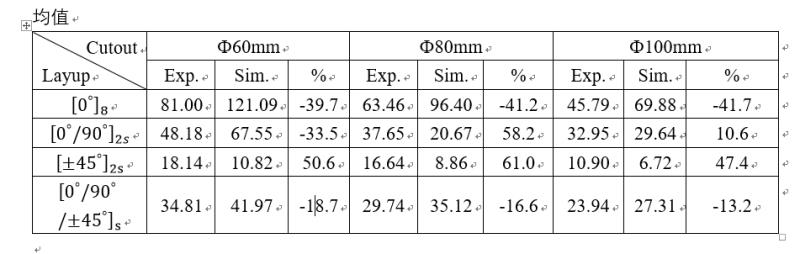 均值
Cutout Φ60mm Φ80mm Φ100mm
Layup Exp. Sim. % Exp. Sim. % Exp. Sim. %
[0°]8 81.00 121.09 -39.7 63.46 96.40 -41.2 45.79 69.88 -41.7
[0°/90°]2s 48.18 67.55 -33.5 37.65 20.67 58.2 32.95 29.64 10.6
[±45°]2s 18.14 10.82 50.6 16.64 8.86 61.0 10.90 6.72 47.4
[0°/90°
/±45°]s 34.81 41.97 -18.7 29.74 35.12 -16.6 23.94 27.31 -13.2